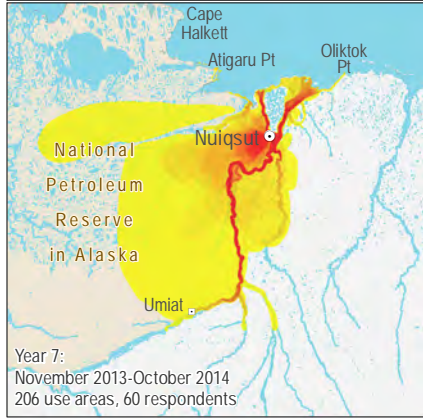 Cape
Halkett
Atigaru Pt
Oliktok
Pt
Nuiqsut
National
Petroleum
Reserve
in Alaska
Umiat
Year 7:
November 2013-October 2014
206 use areas, 60 respondents